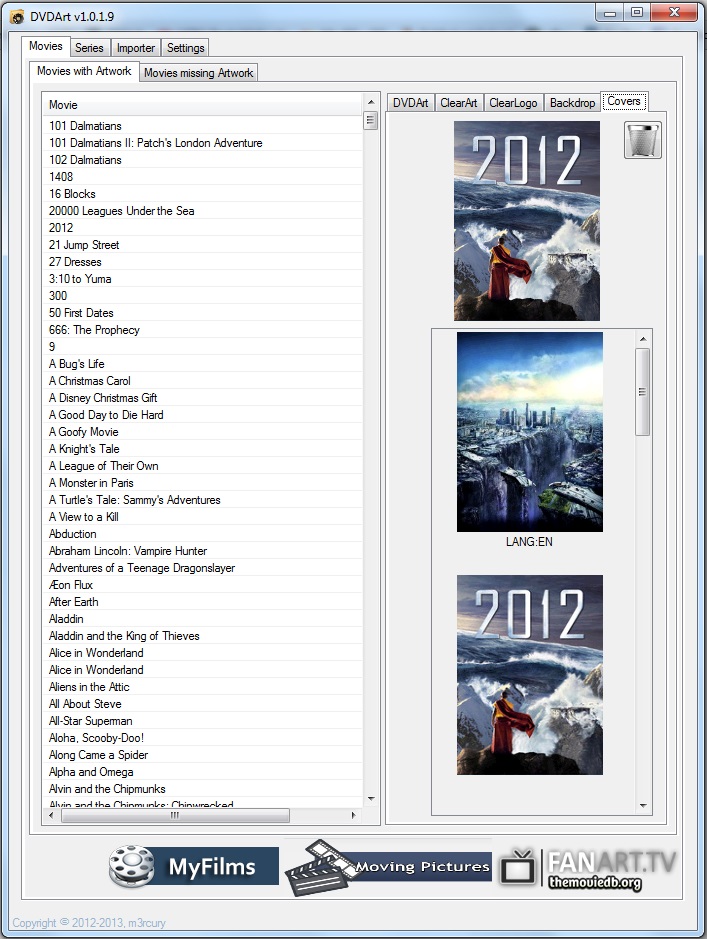 DVDArt v1.0.1.9
Movies Series Importer Settings
Movies with Artwork Movies missing Artwork
Movie
101 Dalmatians
101 Dalmatians II: Patch's London Adventure
102 Dalmatians
1408
16 Blocks
20000 Leagues Under the Sea
2012
21 Jump Street
27 Dresses
3:10 to Yuma
300
50 First Dates
666: The Prophecy
9
A Bug's Life
A Christmas Carol
A Disney Christmas Gift
A Good Day to Die Hard
A Goofy Movie
A Knight's Tale
A League of Their Own
A Monster in Paris
A Turtle's Tale: Sammy's Adventures
A View to a Kill
Abduction
Abraham Lincoln: Vampire Hunter
Adventures of a Teenage Dragonslayer
Æon Flux
After Earth
Aladdin
Aladdin and the King of Thieves
Alice in Wonderland
Alice in Wonderland
Aliens in the Attic
All About Steve
All-Star Superman
Aloha, Scooby-Doo!
Along Came a Spider
Alpha and Omega
Alvin and the Chipmunks
Alvin and the Chipmunks: Chipwrecked
DVDArt ClearArt ClearLogo Backdrop Covers
2012
LANG:EN
2012
MyFilms
Moving Pictures
FANART.TV
themoviedb.org
Copyright © 2012-2013, m3rcury